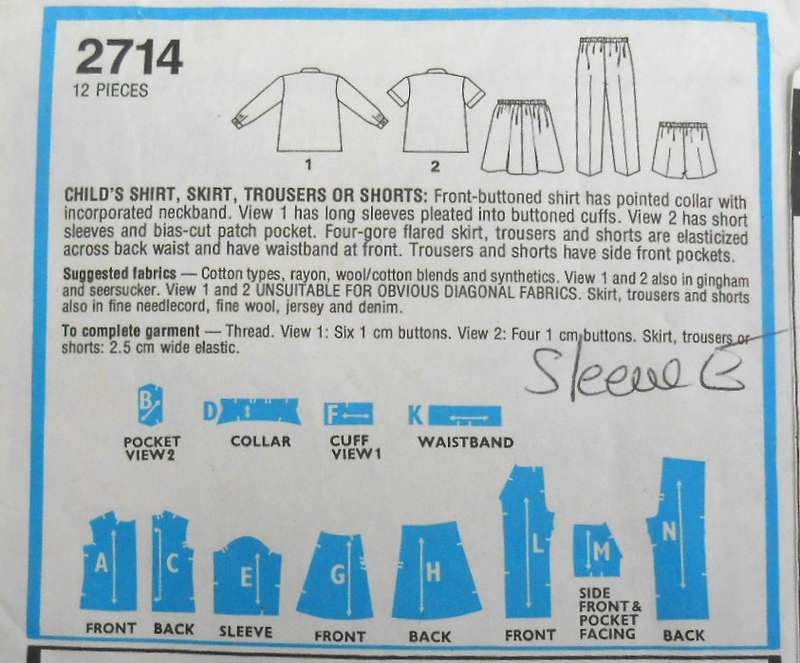 2714
12 PIECES
1
2
CHILD'S SHIRT, SKIRT, TROUSERS OR SHORTS: Front-buttoned shirt has pointed collar with
incorporated neckband. View 1 has long sleeves pleated into buttoned cuffs. View 2 has short
sleeves and bias-cut patch pocket. Four-gore flared skirt, trousers and shorts are elasticized
across back waist and have waistband at front. Trousers and shorts have side front pockets.
Suggested fabrics — Cotton types, rayon, wool/cotton blends and synthetics. View 1 and 2 also in gingham
and seersucker. View 1 and 2 UNSUITABLE FOR OBVIOUS DIAGONAL FABRICS. Skirt, trousers and shorts
also in fine needlecord, fine wool, jersey and denim.
To complete garment — Thread. View 1: Six 1 cm buttons. View 2: Four 1 cm buttons. Skirt, trousers or
shorts: 2.5 cm wide elastic.
Sleeve B
B
POCKET
VIEW2
D
COLLAR
F
CUFF
VIEW1
K
WAISTBAND
A
FRONT
C
BACK
E
SLEEVE
G
FRONT
H
BACK
L
FRONT
M
SIDE
FRONT &
POCKET
FACING
N
BACK